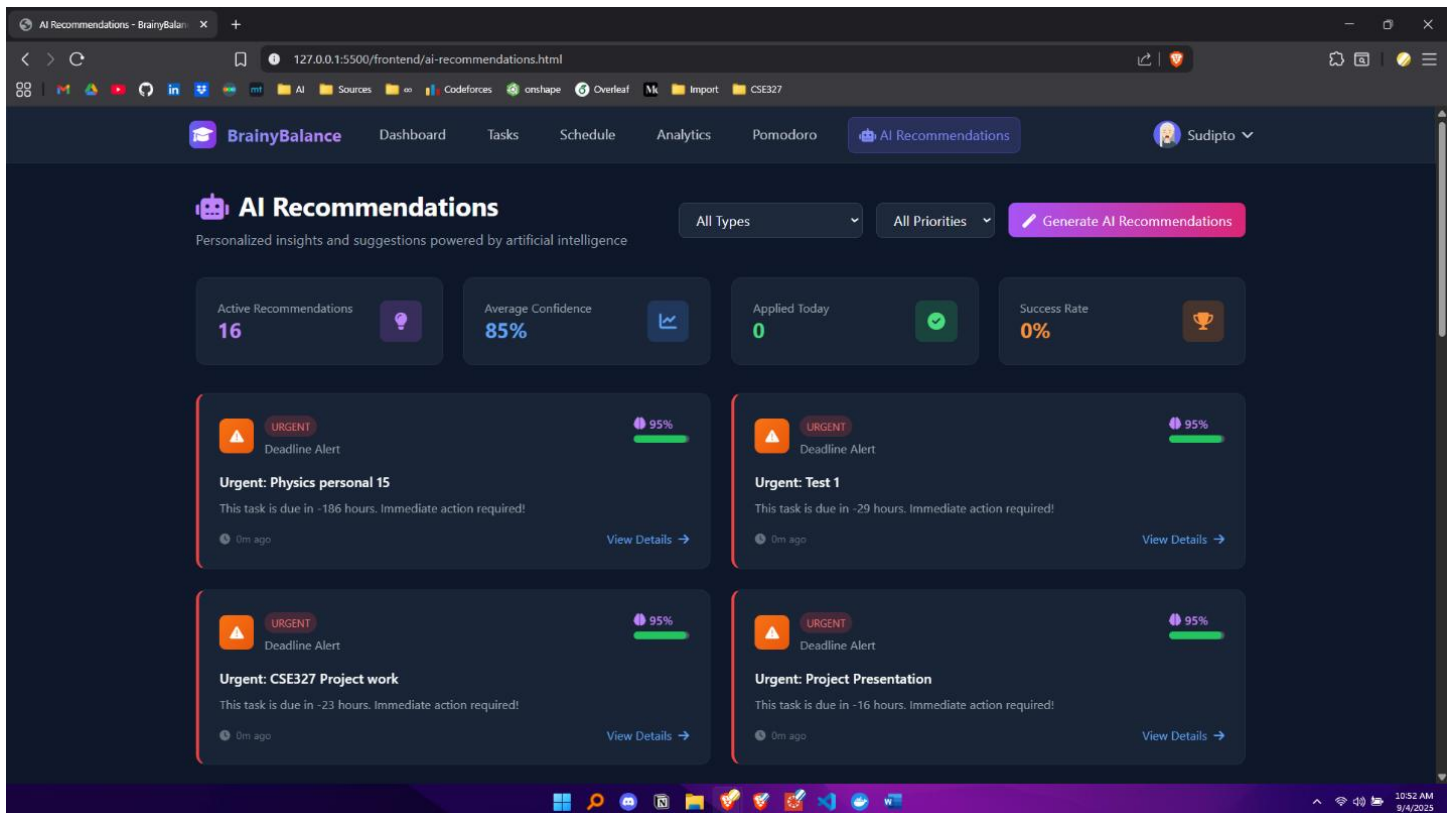 AI Recommendations - BrainyBalan
127.0.0.1:5500/frontend/ai-recommendations.html
AI Sources ∞ Codeforces onshape Overleaf Import CSE327
BrainyBalance Dashboard Tasks Schedule Analytics Pomodoro AI Recommendations Sudipto
AI Recommendations
Personalized insights and suggestions powered by artificial intelligence
All Types All Priorities Generate AI Recommendations
Active Recommendations
16
Average Confidence
85%
Applied Today
0
Success Rate
0%
URGENT 95%
Deadline Alert
Urgent: Physics personal 15
This task is due in -186 hours. Immediate action required!
0m ago View Details →
URGENT 95%
Deadline Alert
Urgent: Test 1
This task is due in -29 hours. Immediate action required!
0m ago View Details →
URGENT 95%
Deadline Alert
Urgent: CSE327 Project work
This task is due in -23 hours. Immediate action required!
0m ago View Details →
URGENT 95%
Deadline Alert
Urgent: Project Presentation
This task is due in -16 hours. Immediate action required!
0m ago View Details →
10:52 AM
9/4/2025